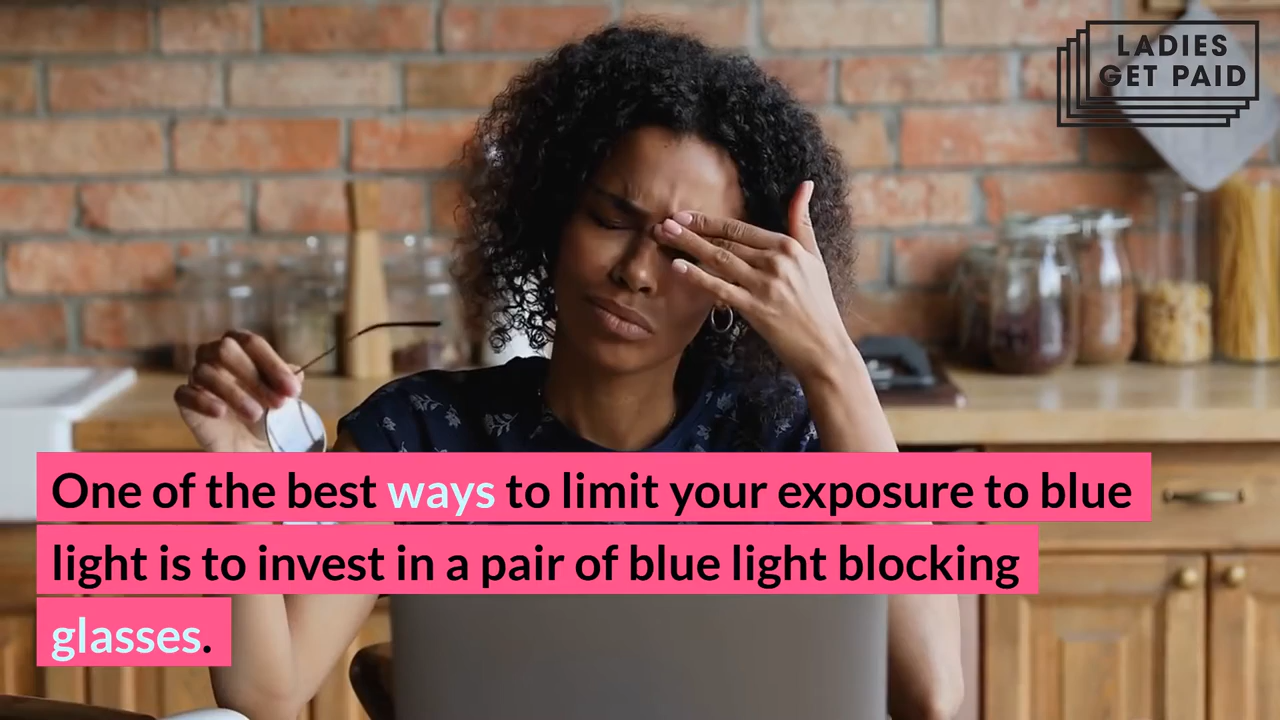 LADIES
GET PAID
One of the best ways to limit your exposure to blue
light is to invest in a pair of blue light blocking
glasses.